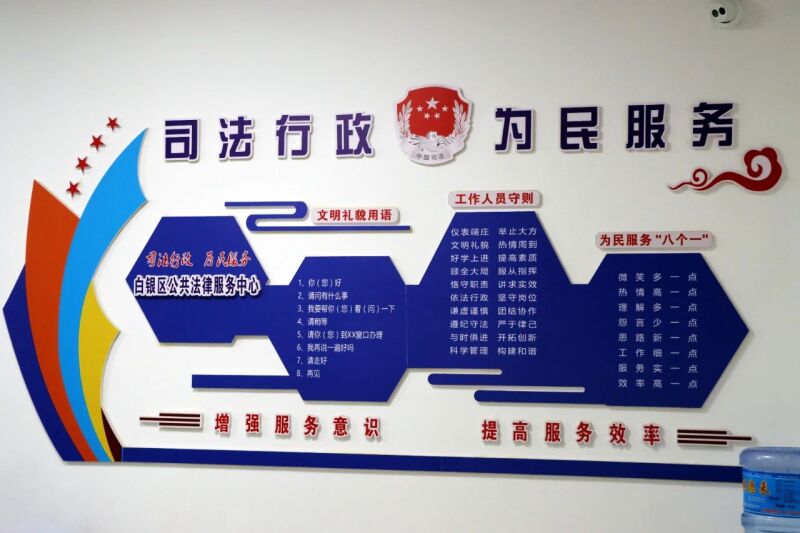 司法行政 为民服务
中国司法
司法行政 为民服务
白银区公共法律服务中心
文明礼貌用语
1、你（您）好
2、请问有什么事
3、我要帮你（您）看（问）一下
4、请稍等
5、请你（您）到XX窗口办理
6、我再说一遍好吗
7、请走好
8、再见
工作人员守则
仪表端庄 举止大方
文明礼貌 热情周到
好学上进 提高素质
顾全大局 服从指挥
恪守职责 讲求实效
依法行政 坚守岗位
谦虚谨慎 团结协作
遵纪守法 严于律己
与时俱进 开拓创新
科学管理 构建和谐
为民服务"八个一"
微笑多一点
热情高一点
理解多一点
怨言少一点
思路新一点
工作细一点
服务实一点
效率高一点
增强服务意识 提高服务效率